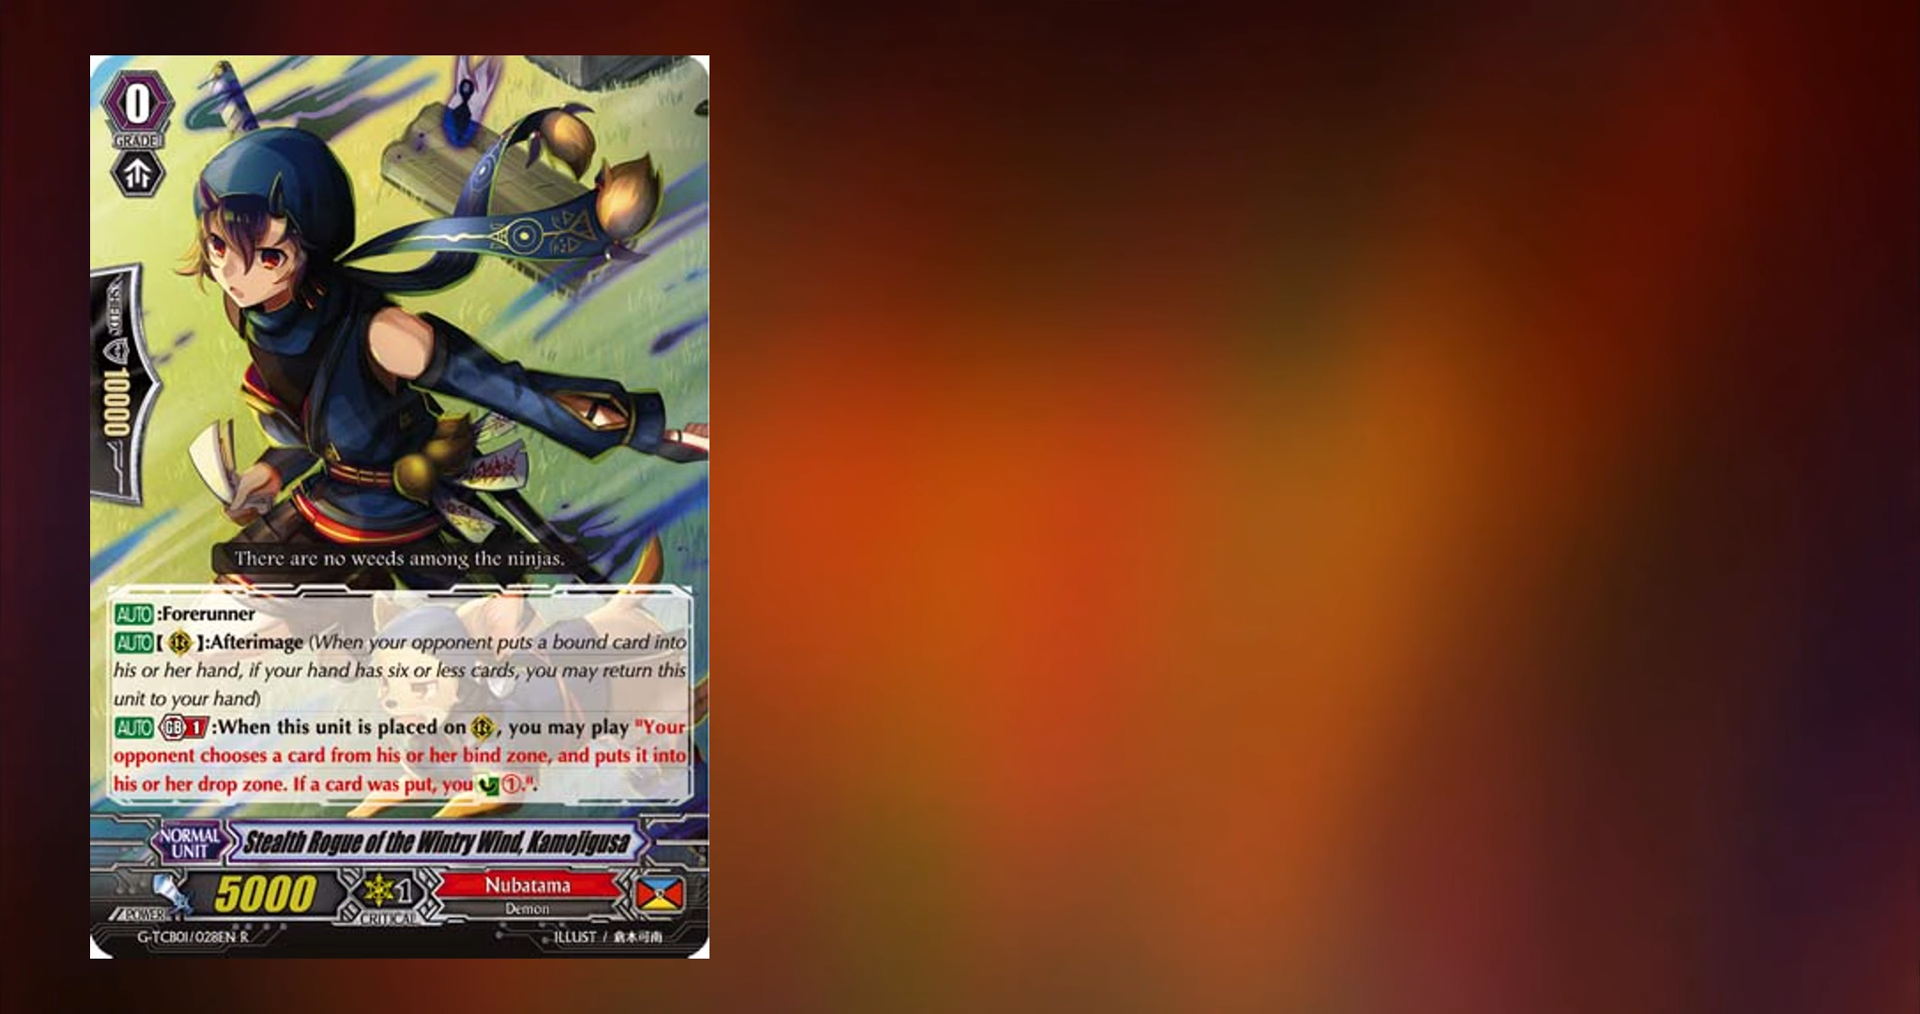 0
GRADE
SHIELD
10000
There are no weeds among the ninjas.
AUTO :Forerunner
AUTO【 】:Afterimage (When your opponent puts a bound card into
his or her hand, if your hand has six or less cards, you may return this
unit to your hand)
AUTO GB 1 :When this unit is placed on , you may play "Your
opponent chooses a card from his or her bind zone, and puts it into
his or her drop zone. If a card was put, you ①.".
NORMAL
UNIT
Stealth Rogue of the Wintry Wind, Kamojigusa
POWER 5000
1
CRITICAL
Nubatama
Demon
G-TCB01/028EN R
ILLUST / 倉本可南